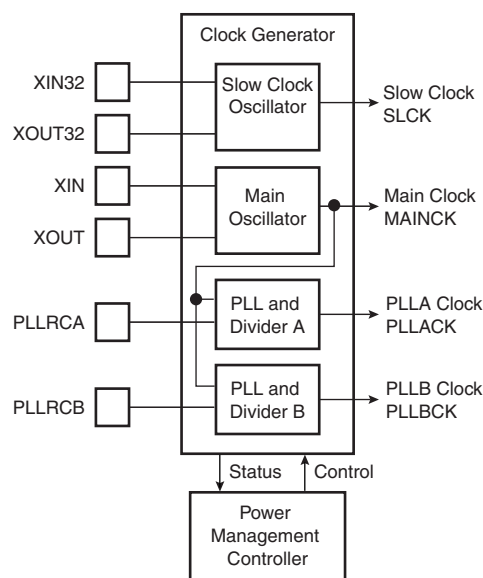 Clock Generator
XIN32
Slow Clock
Oscillator
Slow Clock
SLCK
XOUT32
XIN
Main
Oscillator
Main Clock
MAINCK
XOUT
PLLRCA
PLL and
Divider A
PLLA Clock
PLLACK
PLLRCB
PLL and
Divider B
PLLB Clock
PLLBCK
Status
Control
Power
Management
Controller